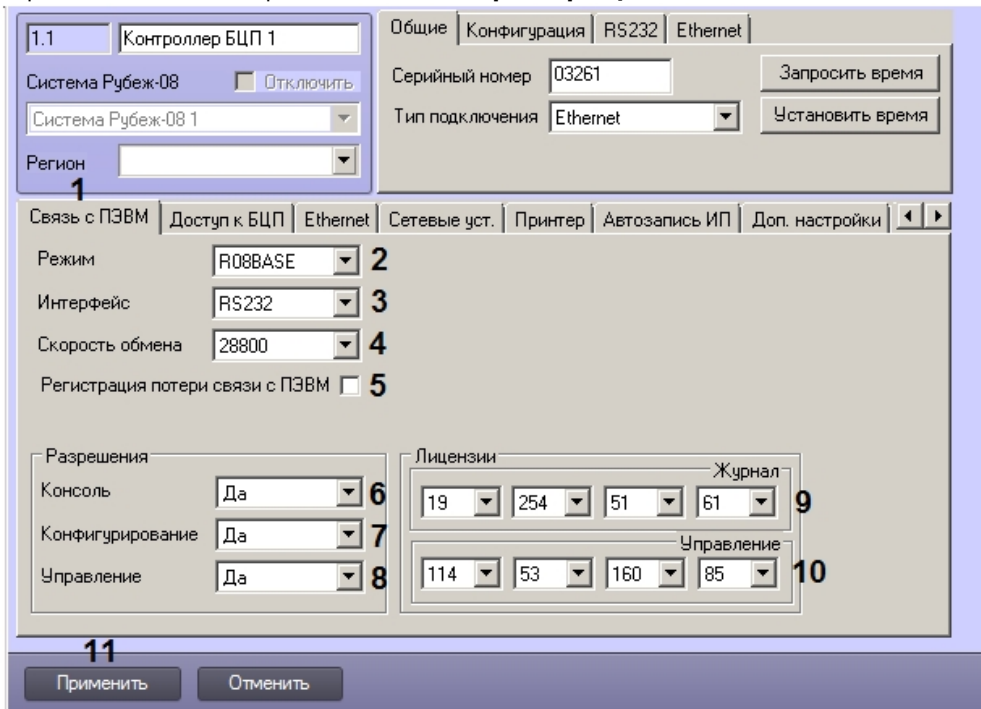 1.1 Контроллер БЦП 1
Система Рубеж-08 Отключить
Система Рубеж-08 1
Регион
Общие Конфигурация RS232 Ethernet
Серийный номер 03261 Запросить время
Тип подключения Ethernet Установить время
1
Связь с ПЭВМ Доступ к БЦП Ethernet Сетевые уст. Принтер Автозапись ИП Доп. настройки
Режим R08BASE 2
Интерфейс RS232 3
Скорость обмена 28800 4
Регистрация потери связи с ПЭВМ 5
Разрешения
Консоль Да 6
Конфигурирование Да 7
Управление Да 8
Лицензии
Журнал
19 254 51 61 9
Управление
114 53 160 85 10
11
Применить Отменить